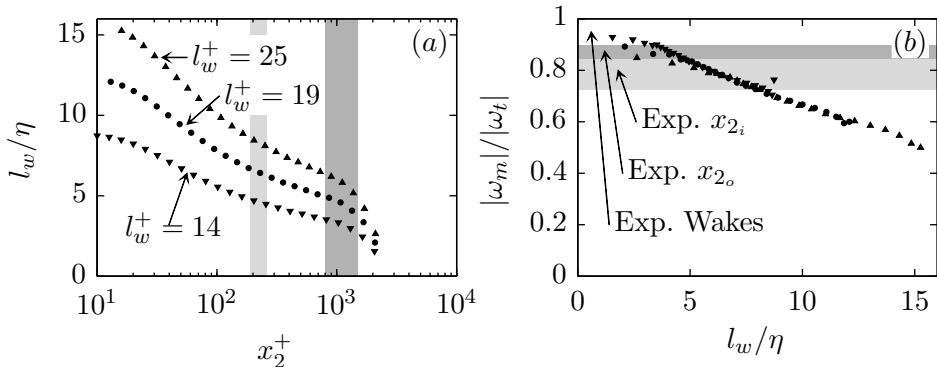 15
10
5
0
10^1
10^2
10^3
10^4
l_w/η
x_2^+
(a)
l_w^+ = 25
l_w^+ = 19
l_w^+ = 14
1
0.8
0.6
0.4
0.2
0
0
5
10
15
|ω_m|/|ω_t|
l_w/η
(b)
Exp. x_{2_i}
Exp. x_{2_o}
Exp. Wakes